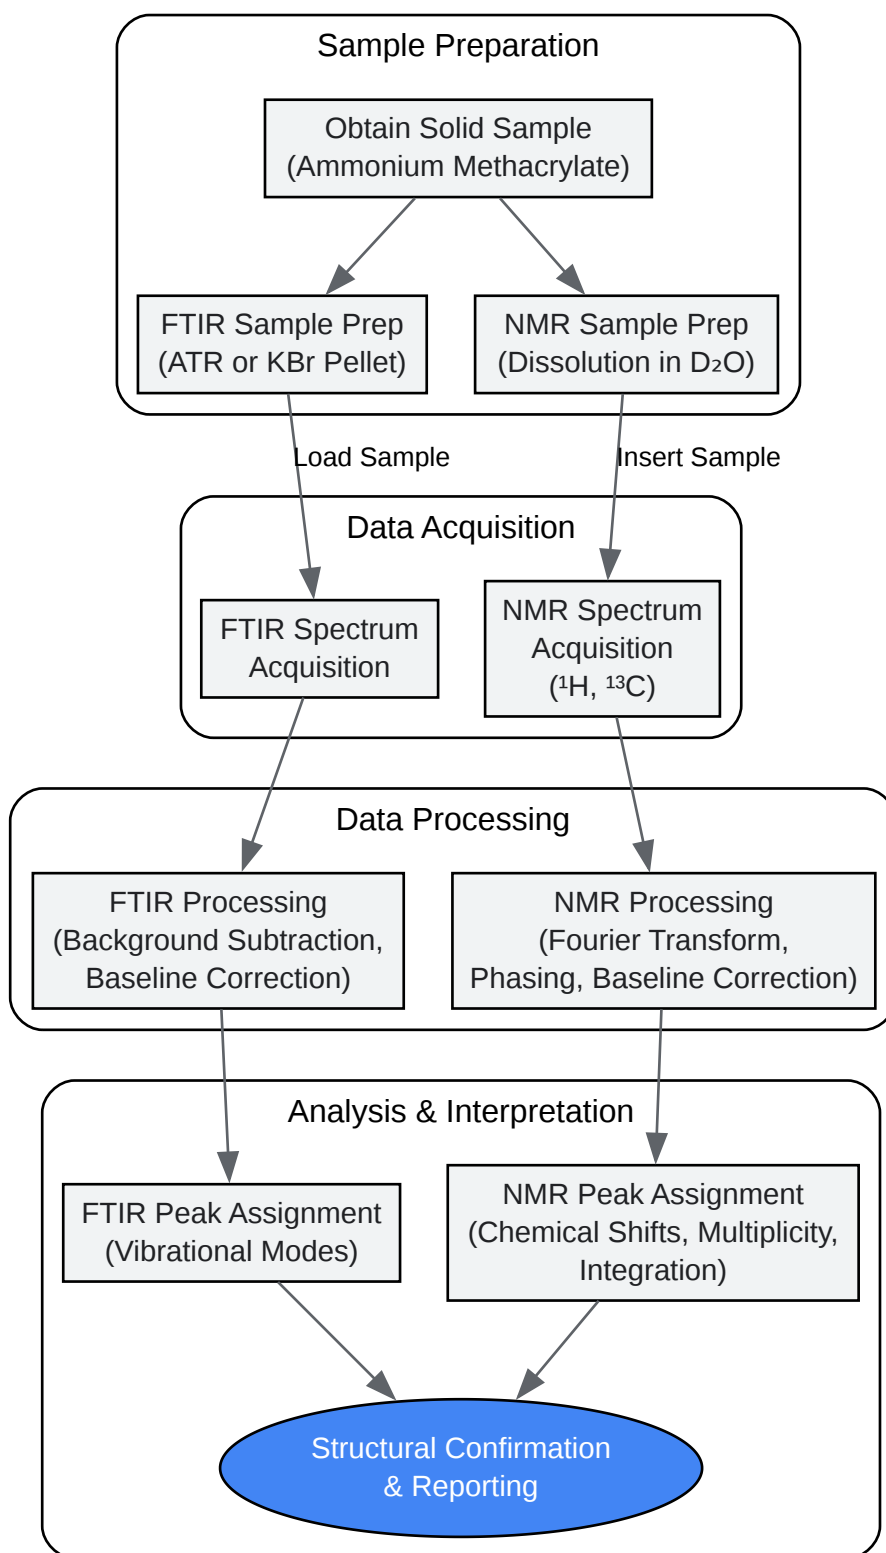 Sample Preparation
Obtain Solid Sample
(Ammonium Methacrylate)
FTIR Sample Prep
(ATR or KBr Pellet)
NMR Sample Prep
(Dissolution in D₂O)
Load Sample
Insert Sample
Data Acquisition
FTIR Spectrum
Acquisition
NMR Spectrum
Acquisition
(¹H, ¹³C)
Data Processing
FTIR Processing
(Background Subtraction,
Baseline Correction)
NMR Processing
(Fourier Transform,
Phasing, Baseline Correction)
Analysis & Interpretation
FTIR Peak Assignment
(Vibrational Modes)
NMR Peak Assignment
(Chemical Shifts, Multiplicity,
Integration)
Structural Confirmation
& Reporting